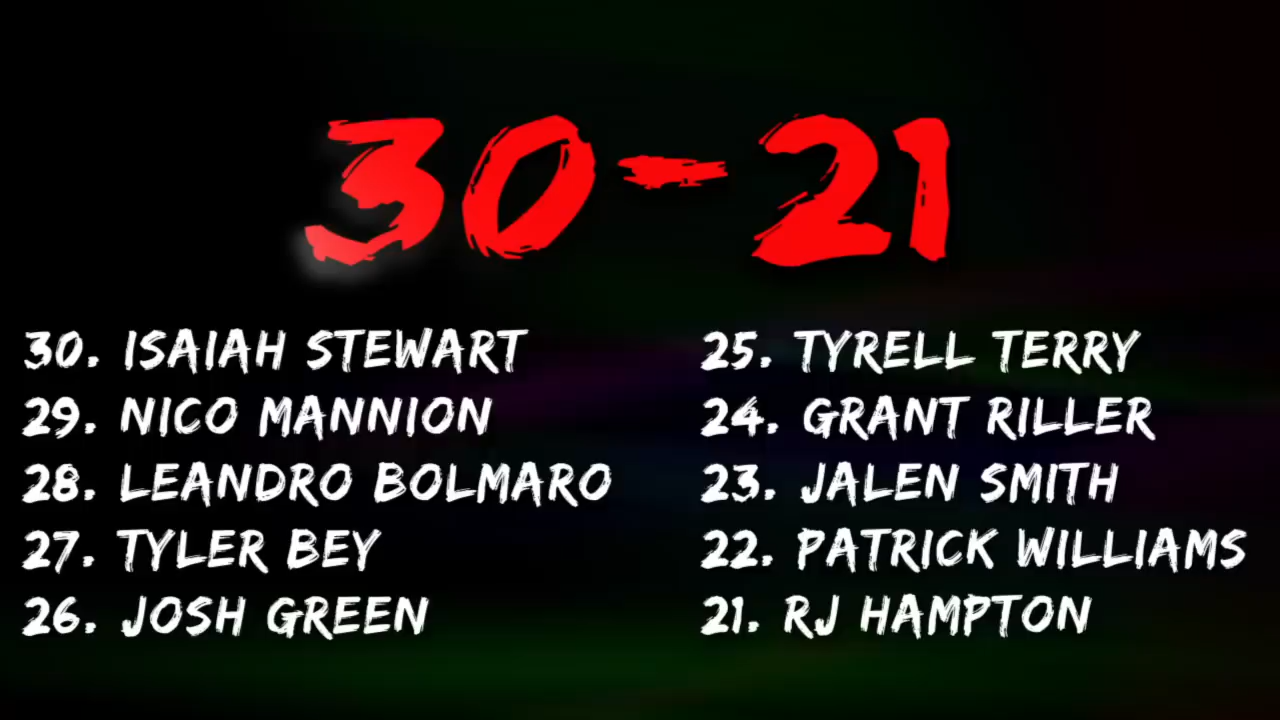 30-21
30. ISAIAH STEWART
29. NICO MANNION
28. LEANDRO BOLMARO
27. TYLER BEY
26. JOSH GREEN
25. TYRELL TERRY
24. GRANT RILLER
23. JALEN SMITH
22. PATRICK WILLIAMS
21. RJ HAMPTON